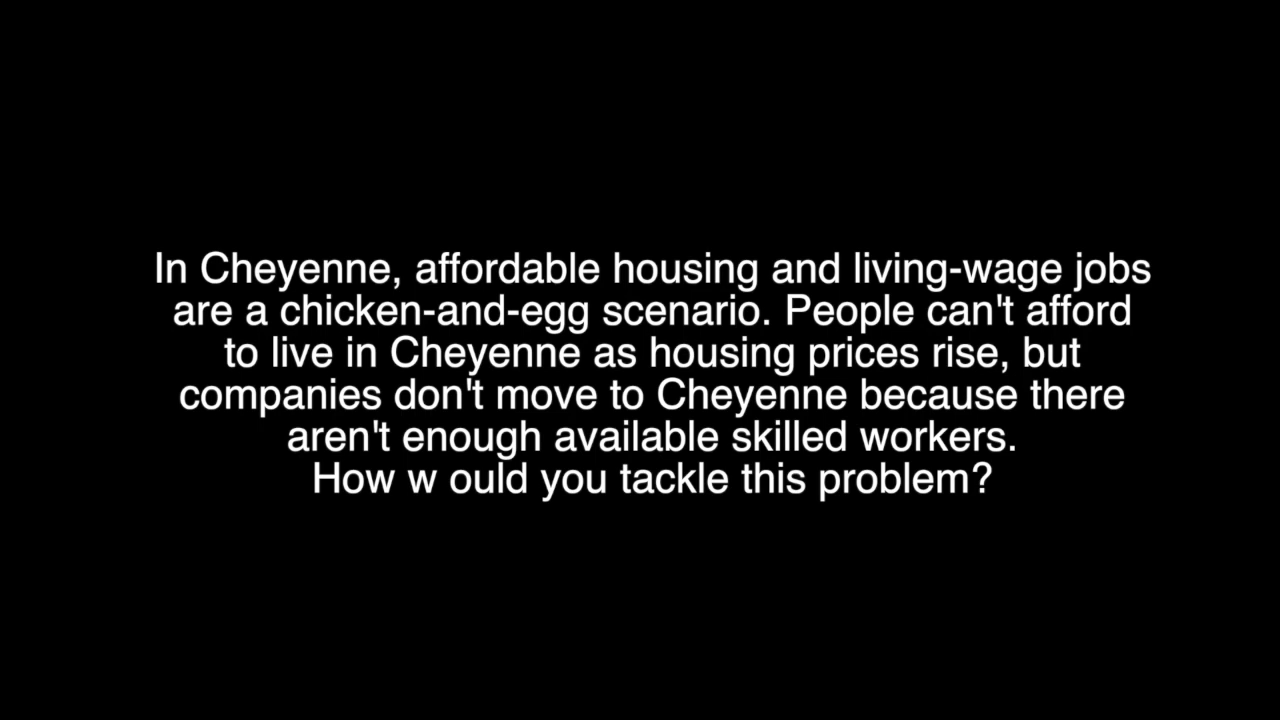 In Cheyenne, affordable housing and living-wage jobs
are a chicken-and-egg scenario. People can't afford
to live in Cheyenne as housing prices rise, but
companies don't move to Cheyenne because there
aren't enough available skilled workers.
How w ould you tackle this problem?